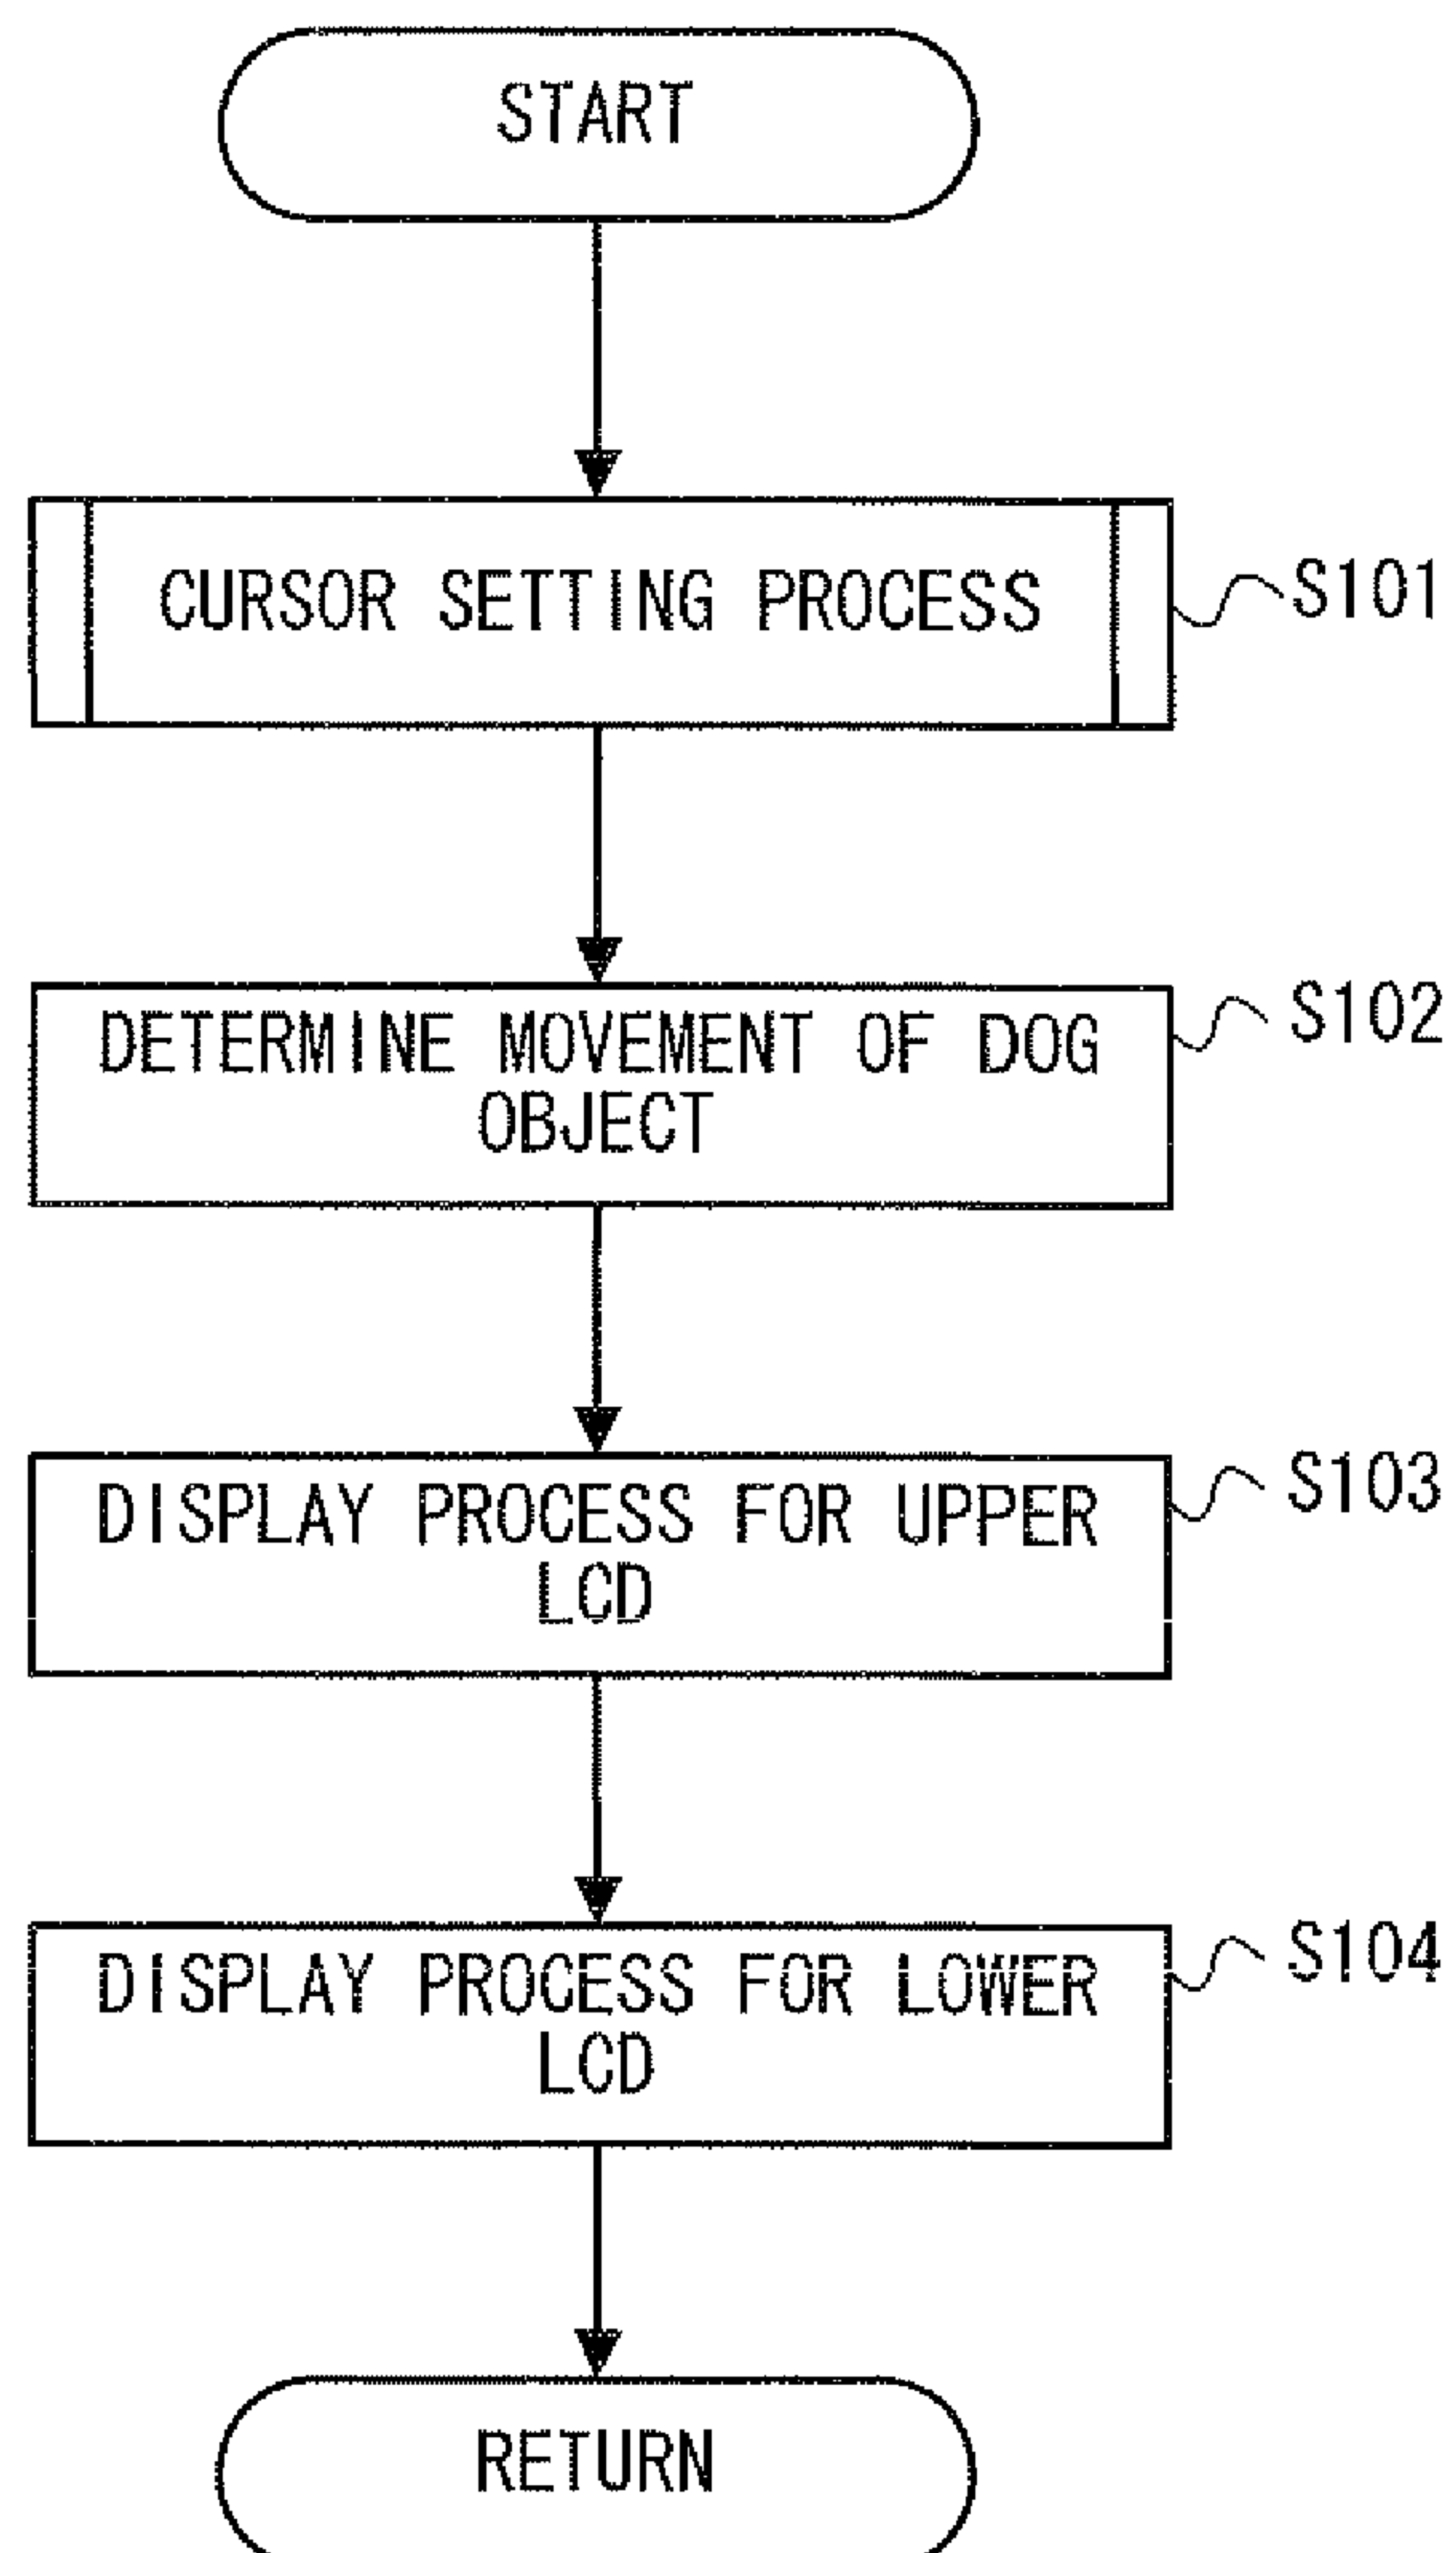 START
CURSOR SETTING PROCESS
S101
DETERMINE MOVEMENT OF DOG
OBJECT
S102
DISPLAY PROCESS FOR UPPER
LCD
S103
DISPLAY PROCESS FOR LOWER
LCD
S104
RETURN